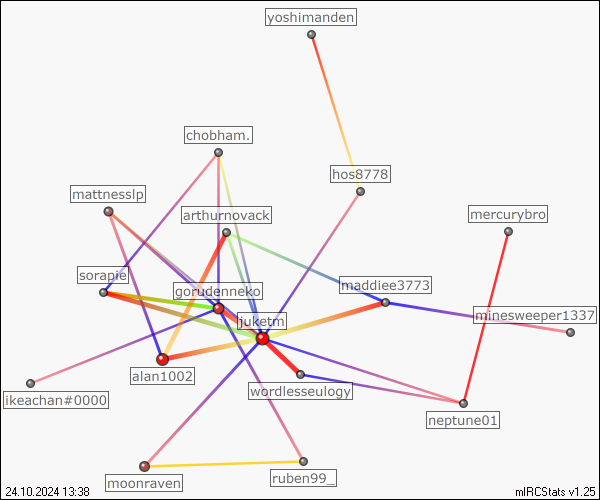 yoshimanden
chobham.
hos8778
mattnesslp
arthurnovack
mercurybro
sorapie
gorudenneko
maddiee3773
juketm
minesweeper1337
alan1002
wordlesseulogy
ikeachan#0000
neptune01
moonraven
ruben99_
24.10.2024 13:38
mIRCStats v1.25